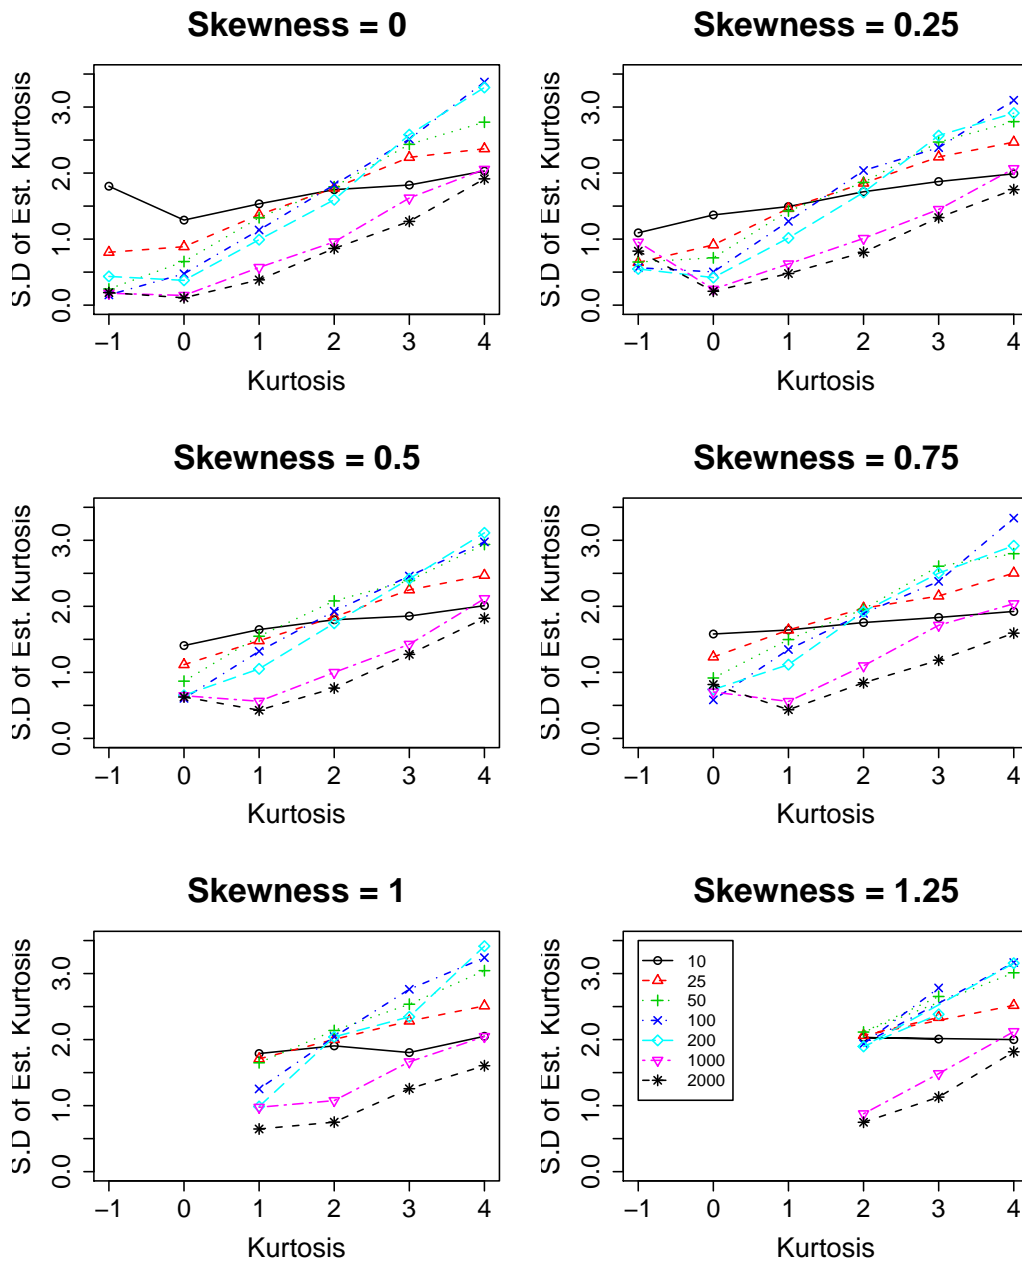 Skewness = 0
S.D of Est. Kurtosis
0.0 1.0 2.0 3.0
−1 0 1 2 3 4
Kurtosis
Skewness = 0.25
S.D of Est. Kurtosis
0.0 1.0 2.0 3.0
−1 0 1 2 3 4
Kurtosis
Skewness = 0.5
S.D of Est. Kurtosis
0.0 1.0 2.0 3.0
−1 0 1 2 3 4
Kurtosis
Skewness = 0.75
S.D of Est. Kurtosis
0.0 1.0 2.0 3.0
−1 0 1 2 3 4
Kurtosis
Skewness = 1
S.D of Est. Kurtosis
0.0 1.0 2.0 3.0
−1 0 1 2 3 4
Kurtosis
Skewness = 1.25
S.D of Est. Kurtosis
0.0 1.0 2.0 3.0
10
25
50
100
200
1000
2000
−1 0 1 2 3 4
Kurtosis